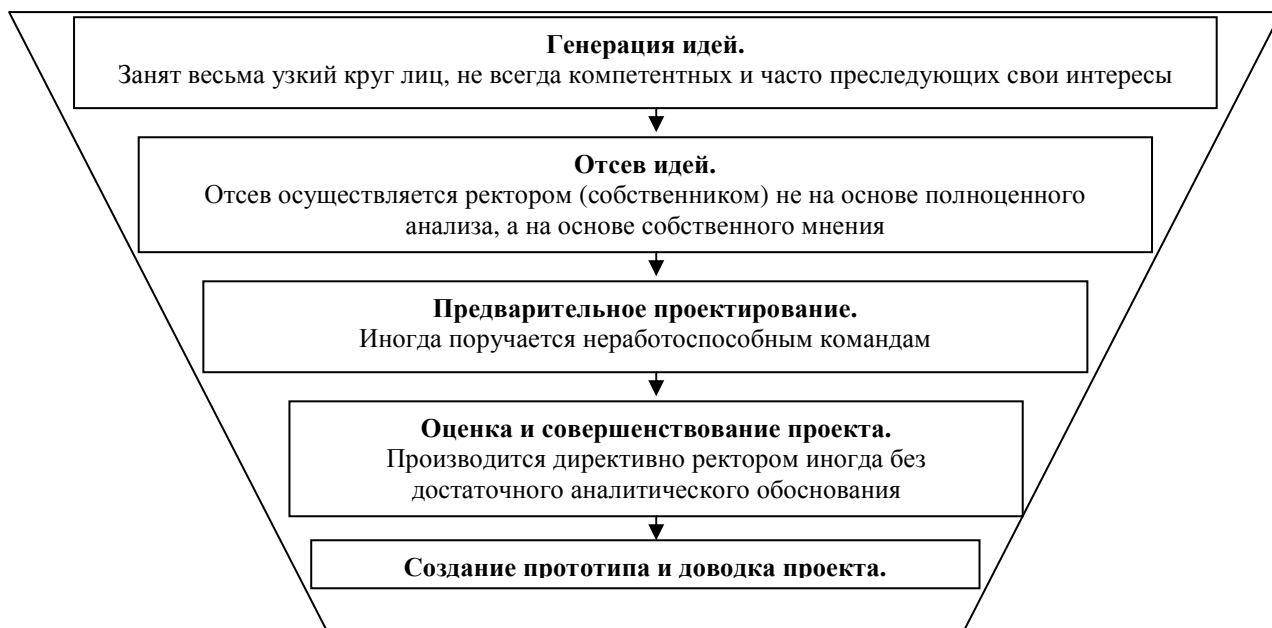 Генерация идей.
Занят весьма узкий круг лиц, не всегда компетентных и часто преследующих свои интересы
Отсев идей.
Отсев осуществляется ректором (собственником) не на основе полноценного
анализа, а на основе собственного мнения
Предварительное проектирование.
Иногда поручается неработоспособным командам
Оценка и совершенствование проекта.
Производится директивно ректором иногда без
достаточного аналитического обоснования
Создание прототипа и доводка проекта.